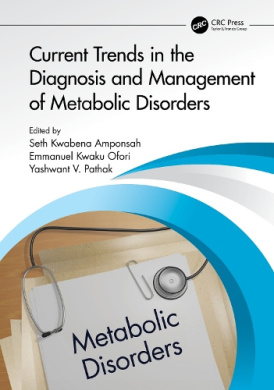 CRC
CRC Press
Taylor & Francis Group
Current Trends in the
Diagnosis and Management
of Metabolic Disorders
Edited by
Seth Kwabena Amponsah
Emmanuel Kwaku Ofori
Yashwant V. Pathak
Metabolic
Disorders